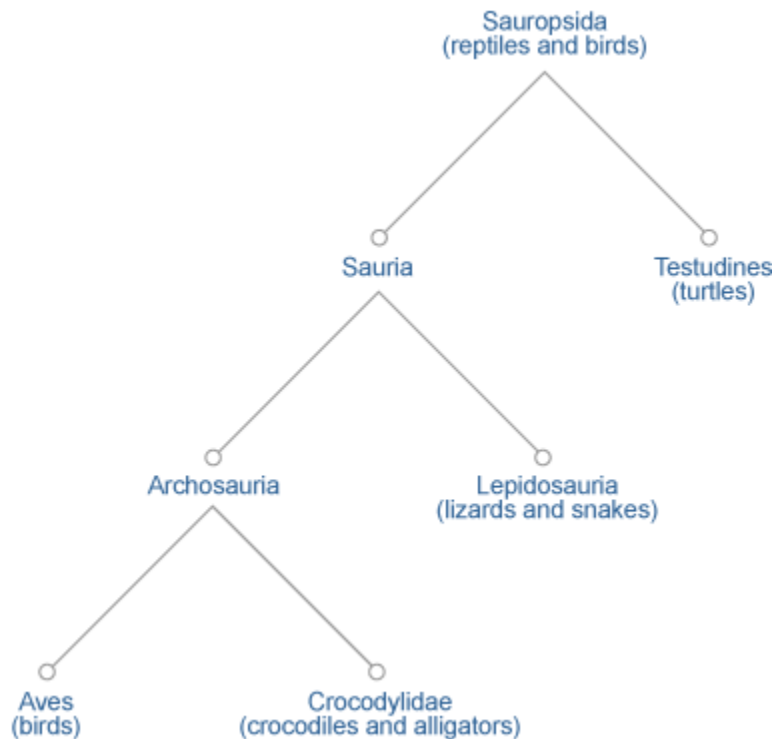 Sauropsida
(reptiles and birds)
Sauria
Testudines
(turtles)
Archosauria
Lepidosauria
(lizards and snakes)
Aves
(birds)
Crocodylidae
(crocodiles and alligators)